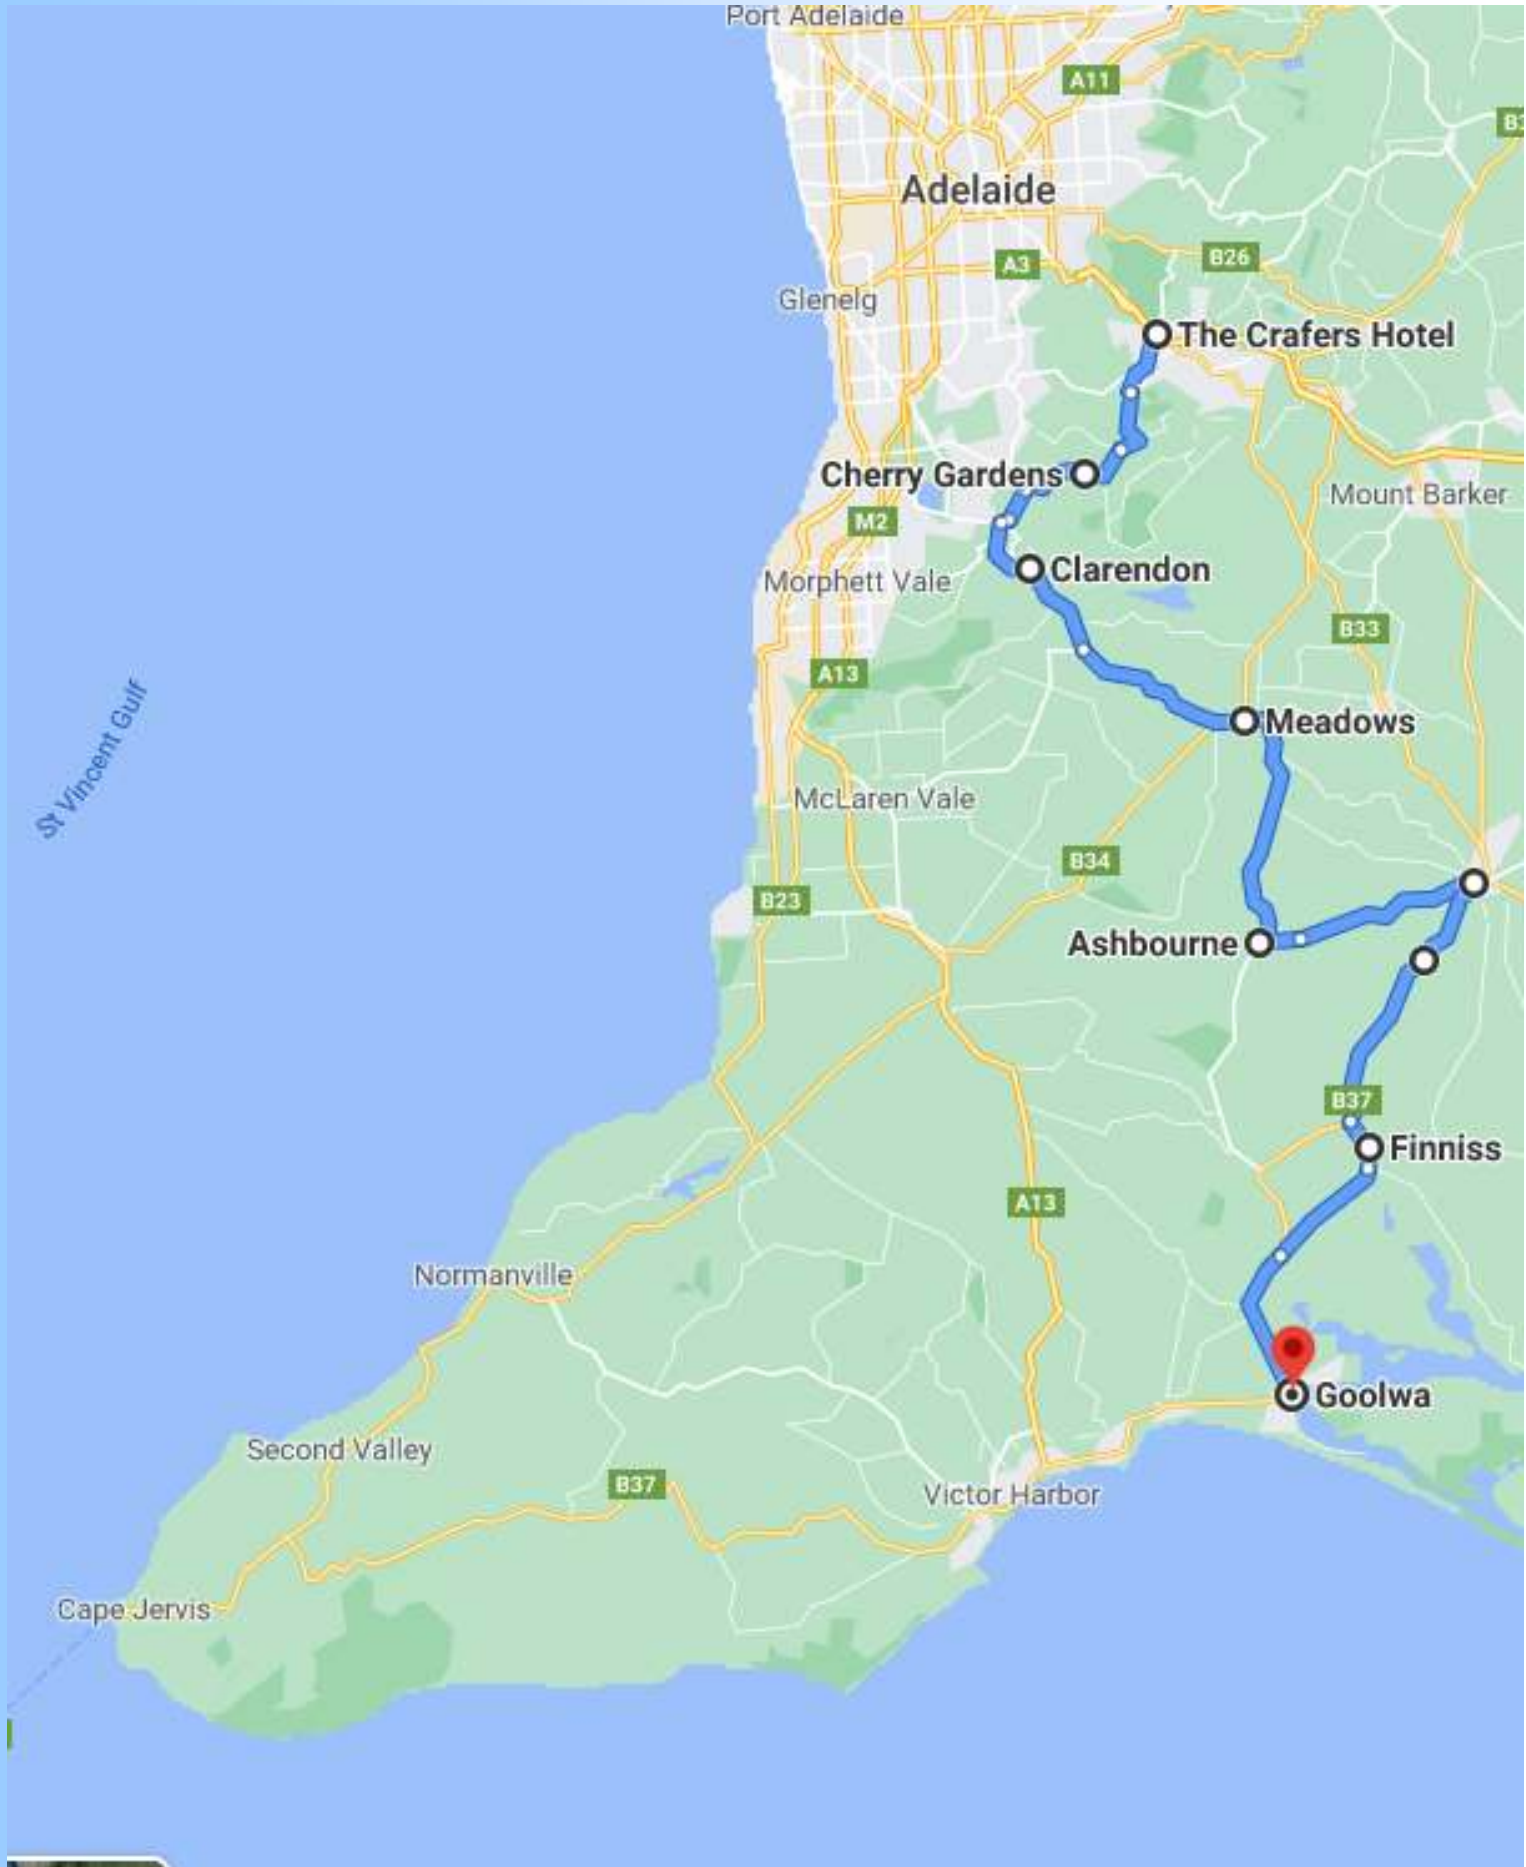 Port Adelaide
A11
B3
Adelaide
B26
A3
Glenelg
The Crafers Hotel
Cherry Gardens
Mount Barker
M2
Clarendon
Morphett Vale
B33
A13
St Vincent Gulf
Meadows
McLaren Vale
B34
B23
Ashbourne
B37
Finniss
A13
Normanville
Goolwa
Second Valley
B37
Victor Harbor
Cape Jervis